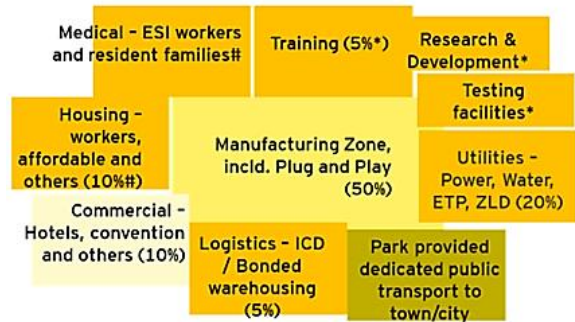 Medical – ESI workers
and resident families#
Training (5%*)
Research &
Development*
Testing
facilities*
Housing –
workers,
affordable and
others (10%#)
Manufacturing Zone,
incld. Plug and Play
(50%)
Utilities –
Power, Water,
ETP, ZLD (20%)
Commercial –
Hotels, convention
and others (10%)
Logistics – ICD
/ Bonded
warehousing
(5%)
Park provided
dedicated public
transport to
town/city